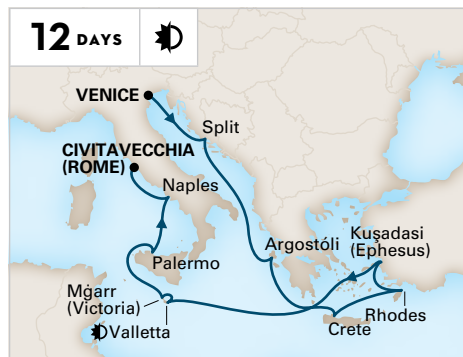 12 DAYS
VENICE
Split
CIVITAVECCHIA
(ROME)
Naples
Palermo
Argostóli
Kuşadasi
(Ephesus)
Rhodes
Crete
Mġarr
(Victoria)
Valletta